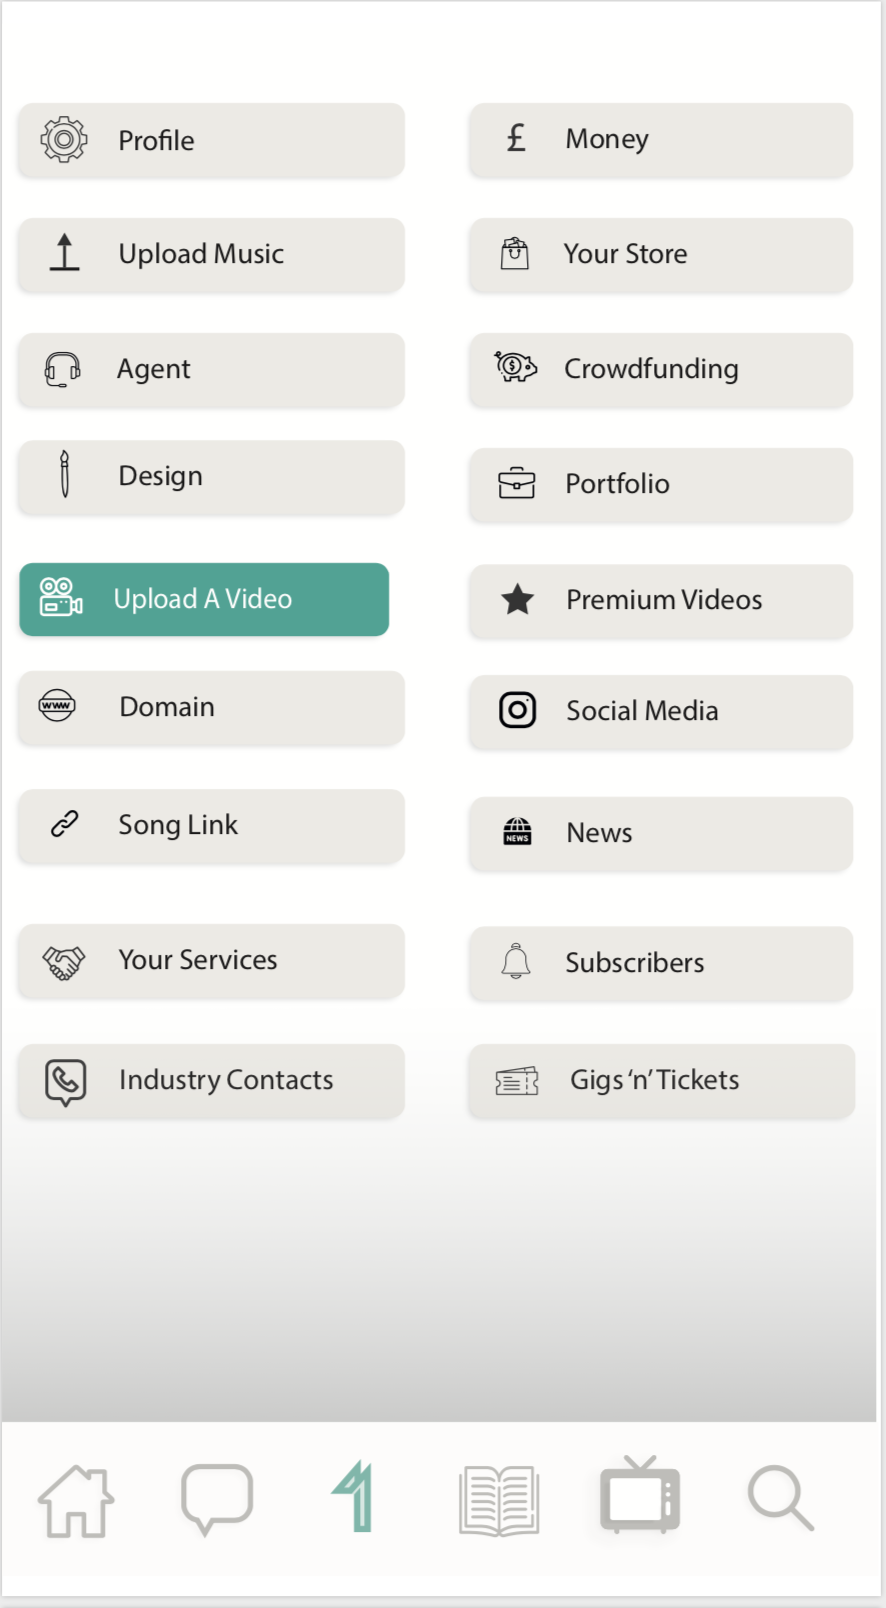 Profile
£ Money
Upload Music
Your Store
Agent
$ Crowdfunding
Design
Portfolio
Upload A Video
Premium Videos
www Domain
Social Media
Song Link
NEWS News
Your Services
Subscribers
Industry Contacts
Gigs ‘n’ Tickets
1